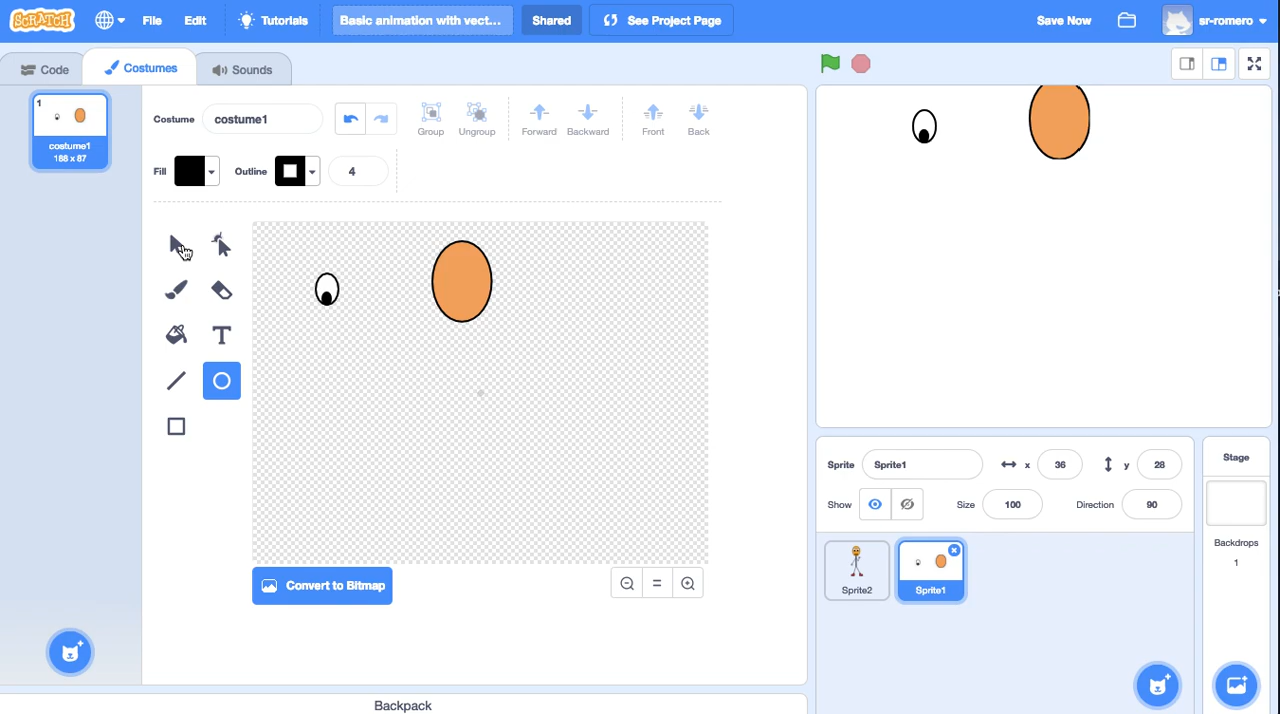 SCRATCH File Edit Tutorials Basic animation with vect... Shared See Project Page Save Now sr-romero
Code Costumes Sounds
1
costume1
168 x 87
Costume costume1 Group Ungroup Forward Backward Front Back
Fill Outline 4
T
Convert to Bitmap
Backpack
Sprite Sprite1 x 36 y 28
Show Size 100 Direction 90
Sprite2 Sprite1
Stage
Backdrops
1